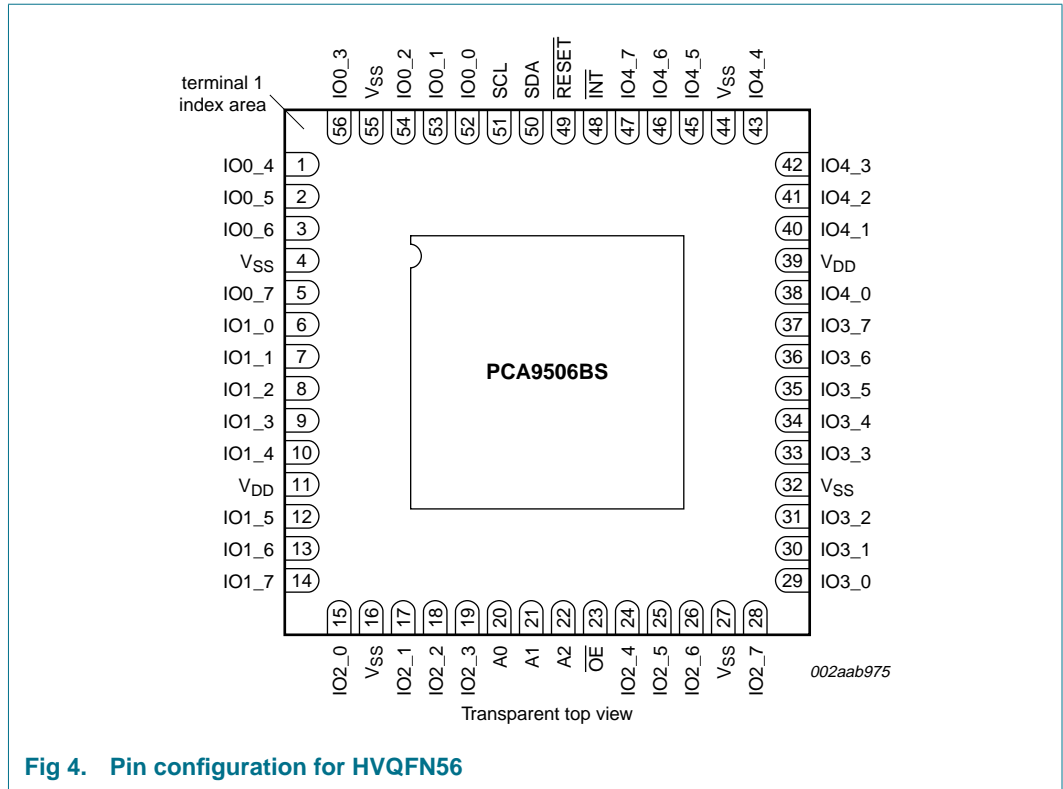 terminal 1
index area
56 IO0_3
55 VSS
54 IO0_2
53 IO0_1
52 IO0_0
51 SCL
50 SDA
49 RESET
48 INT
47 IO4_7
46 IO4_6
45 IO4_5
44 VSS
43 IO4_4
IO0_4 1
IO0_5 2
IO0_6 3
VSS 4
IO0_7 5
IO1_0 6
IO1_1 7
IO1_2 8
IO1_3 9
IO1_4 10
VDD 11
IO1_5 12
IO1_6 13
IO1_7 14
PCA9506BS
42 IO4_3
41 IO4_2
40 IO4_1
39 VDD
38 IO4_0
37 IO3_7
36 IO3_6
35 IO3_5
34 IO3_4
33 IO3_3
32 VSS
31 IO3_2
30 IO3_1
29 IO3_0
IO2_0 15
VSS 16
IO2_1 17
IO2_2 18
IO2_3 19
A0 20
A1 21
A2 22
OE 23
IO2_4 24
IO2_5 25
IO2_6 26
VSS 27
IO2_7 28
002aab975
Transparent top view
Fig 4. Pin configuration for HVQFN56